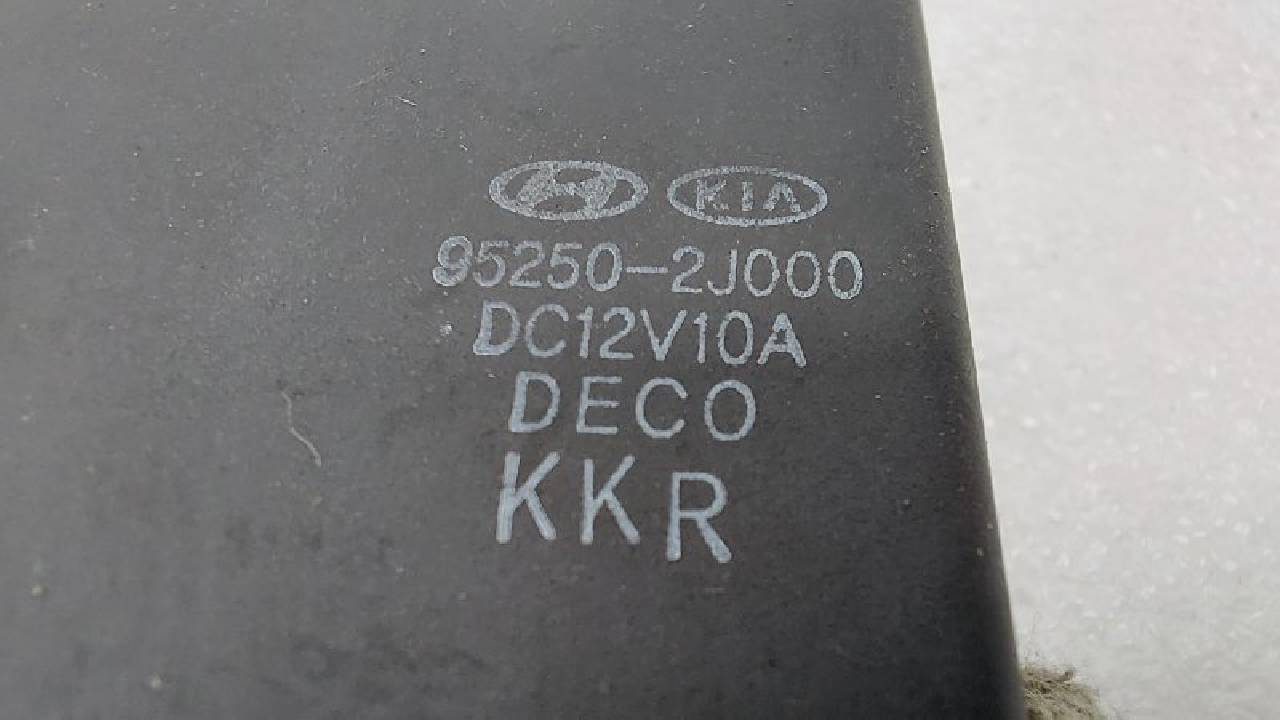 KIA
95250-2J000
DC12V10A
DECO
KKR